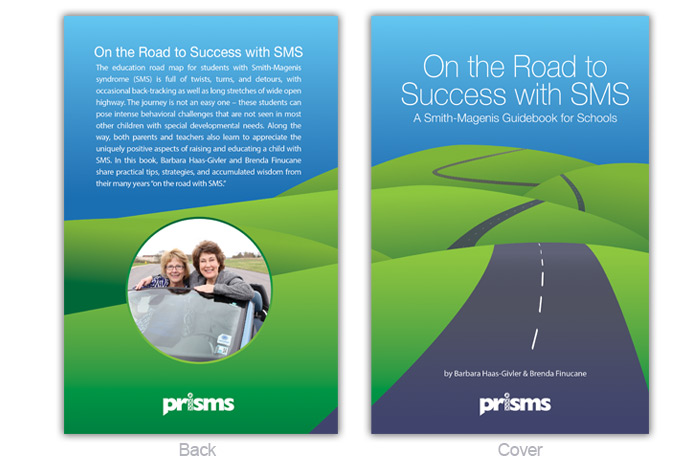 On the Road to Success with SMS
The education road map for students with Smith-Magenis
syndrome (SMS) is full of twists, turns, and detours, with
occasional back-tracking as well as long stretches of wide open
highway. The journey is not an easy one – these students can
pose intense behavioral challenges that are not seen in most
other children with special developmental needs. Along the
way, both parents and teachers also learn to appreciate the
uniquely positive aspects of raising and educating a child with
SMS. In this book, Barbara Haas-Givler and Brenda Finucane
share practical tips, strategies, and accumulated wisdom from
their many years “on the road with SMS.”
prisms
Back
On the Road to
Success with SMS
A Smith-Magenis Guidebook for Schools
by Barbara Haas-Givler & Brenda Finucane
prisms
Cover